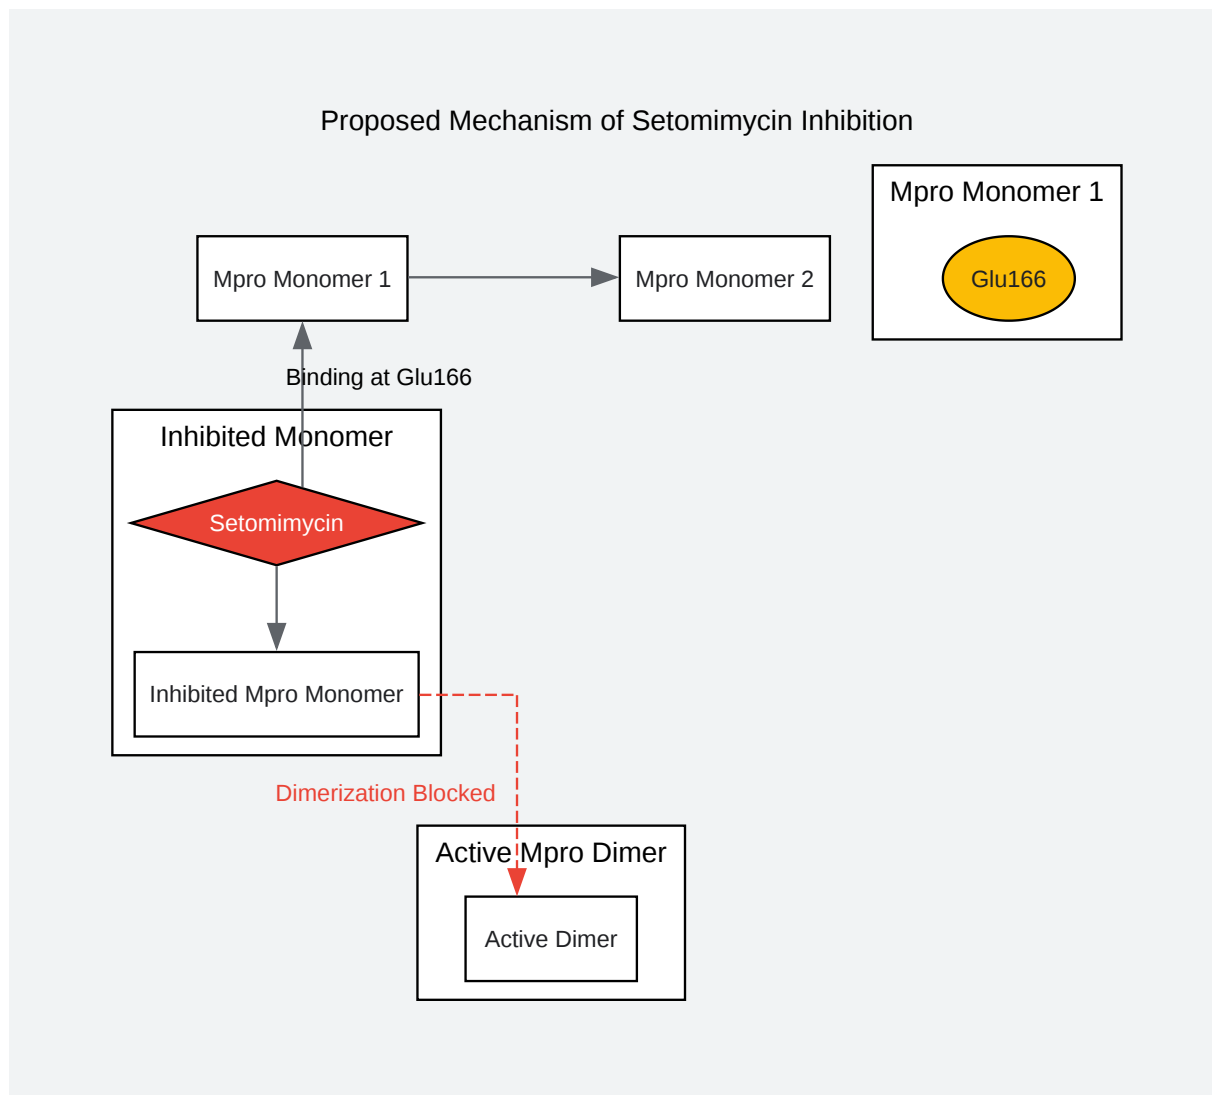 Proposed Mechanism of Setomimycin Inhibition
Mpro Monomer 1
Glu166
Mpro Monomer 1
Mpro Monomer 2
Binding at Glu166
Inhibited Monomer
Setomimycin
Inhibited Mpro Monomer
Dimerization Blocked
Active Mpro Dimer
Active Dimer